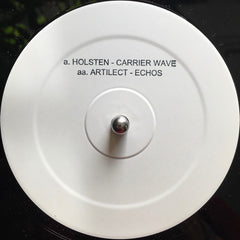 a. HOLSTEN - CARRIER WAVE
aa. ARTILECT - ECHOS